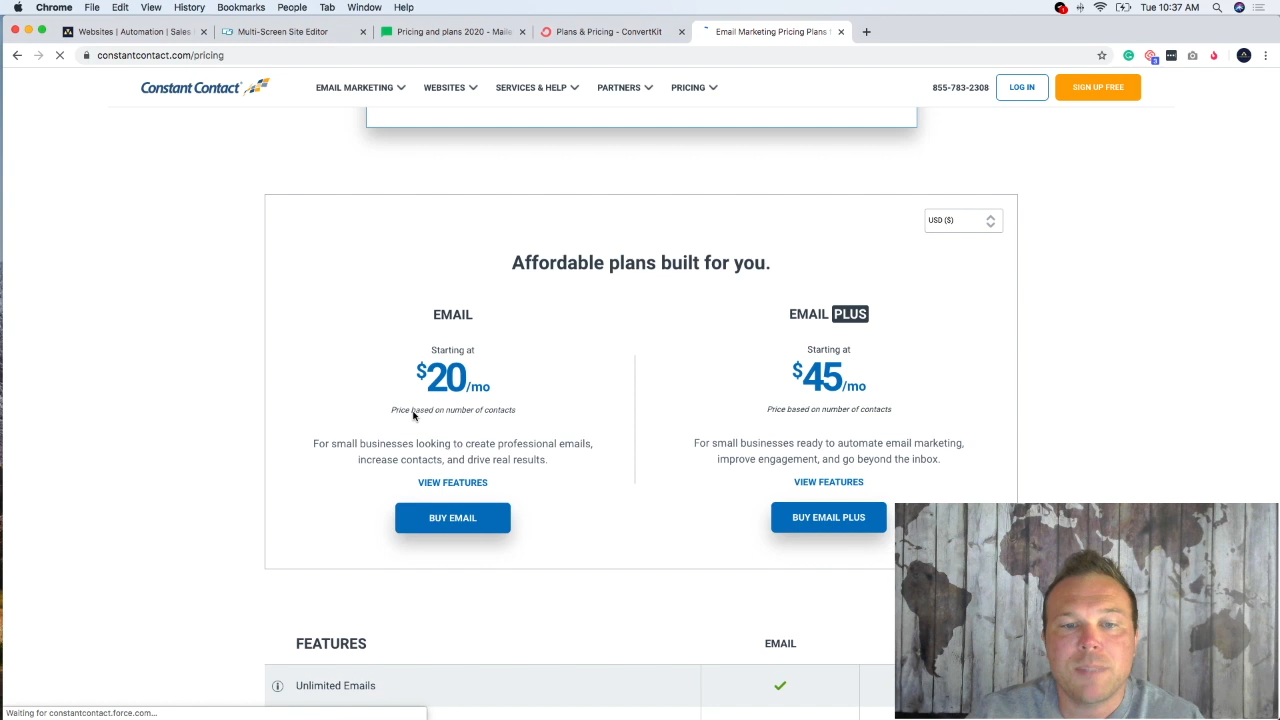 Chrome File Edit View History Bookmarks People Tab Window Help
Tue 10:37 AM
Websites | Automation | Sales
Multi-Screen Site Editor
Pricing and plans 2020 - Maile
Plans & Pricing - ConvertKit
Email Marketing Pricing Plans
constantcontact.com/pricing
Constant Contact
EMAIL MARKETING
WEBSITES
SERVICES & HELP
PARTNERS
PRICING
855-783-2308
LOG IN
SIGN UP FREE
USD ($)
Affordable plans built for you.
EMAIL
Starting at
$20/mo
Price based on number of contacts
For small businesses looking to create professional emails,
increase contacts, and drive real results.
VIEW FEATURES
BUY EMAIL
EMAIL PLUS
Starting at
$45/mo
Price based on number of contacts
For small businesses ready to automate email marketing,
improve engagement, and go beyond the inbox.
VIEW FEATURES
BUY EMAIL PLUS
FEATURES
EMAIL
Unlimited Emails
Waiting for constantcontact.force.com...